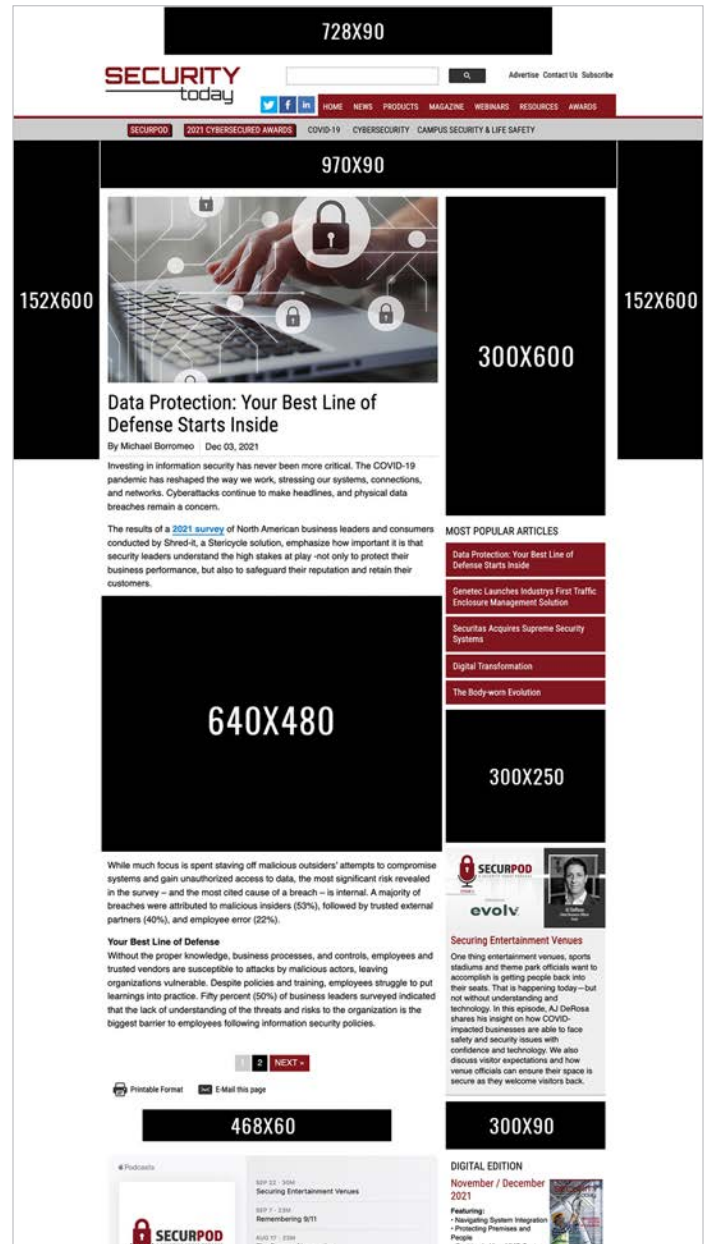 728X90
SECURITY
today
Advertise Contact Us Subscribe
HOME NEWS PRODUCTS MAGAZINE WEBINARS RESOURCES AWARDS
SECURPOD 2021 CYBERSECURED AWARDS COVID-19 CYBERSECURITY CAMPUS SECURITY & LIFE SAFETY
970X90
152X600
152X600
300X600
Data Protection: Your Best Line of
Defense Starts Inside
By Michael Borromeo Dec 03, 2021
Investing in information security has never been more critical. The COVID-19
pandemic has reshaped the way we work, stressing our systems, connections,
and networks. Cyberattacks continue to make headlines, and physical data
breaches remain a concern.
The results of a 2021 survey of North American business leaders and consumers
conducted by Shred-it, a Stericycle solution, emphasize how important it is that
security leaders understand the high stakes at play -not only to protect their
business performance, but also to safeguard their reputation and retain their
customers.
640X480
While much focus is spent staving off malicious outsiders' attempts to compromise
systems and gain unauthorized access to data, the most significant risk revealed
in the survey – and the most cited cause of a breach – is internal. A majority of
breaches were attributed to malicious insiders (53%), followed by trusted external
partners (40%), and employee error (22%).
Your Best Line of Defense
Without the proper knowledge, business processes, and controls, employees and
trusted vendors are susceptible to attacks by malicious actors, leaving
organizations vulnerable. Despite policies and training, employees struggle to put
learnings into practice. Fifty percent (50%) of business leaders surveyed indicated
that the lack of understanding of the threats and risks to the organization is the
biggest barrier to employees following information security policies.
1 2 NEXT »
Printable Format E-Mail this page
468X60
Podcasts
SECURPOD
SEP 22 · 30M
Securing Entertainment Venues
SEP 7 · 23M
Remembering 9/11
MOST POPULAR ARTICLES
Data Protection: Your Best Line of
Defense Starts Inside
Genetec Launches Industrys First Traffic
Enclosure Management Solution
Securitas Acquires Supreme Security
Systems
Digital Transformation
The Body-worn Evolution
300X250
SECURPOD
evolv
Securing Entertainment Venues
One thing entertainment venues, sports
stadiums and theme park officials want to
accomplish is getting people back into
their seats. That is happening today—but
not without understanding and
technology. In this episode, AJ DeRosa
shares his insight on how COVID-
impacted businesses are able to face
safety and security issues with
confidence and technology. We also
discuss visitor expectations and how
venue officials can ensure their space is
secure as they welcome visitors back.
300X90
DIGITAL EDITION
November / December
2021
Featuring:
• Navigating System Integration
• Protecting Premises and
People